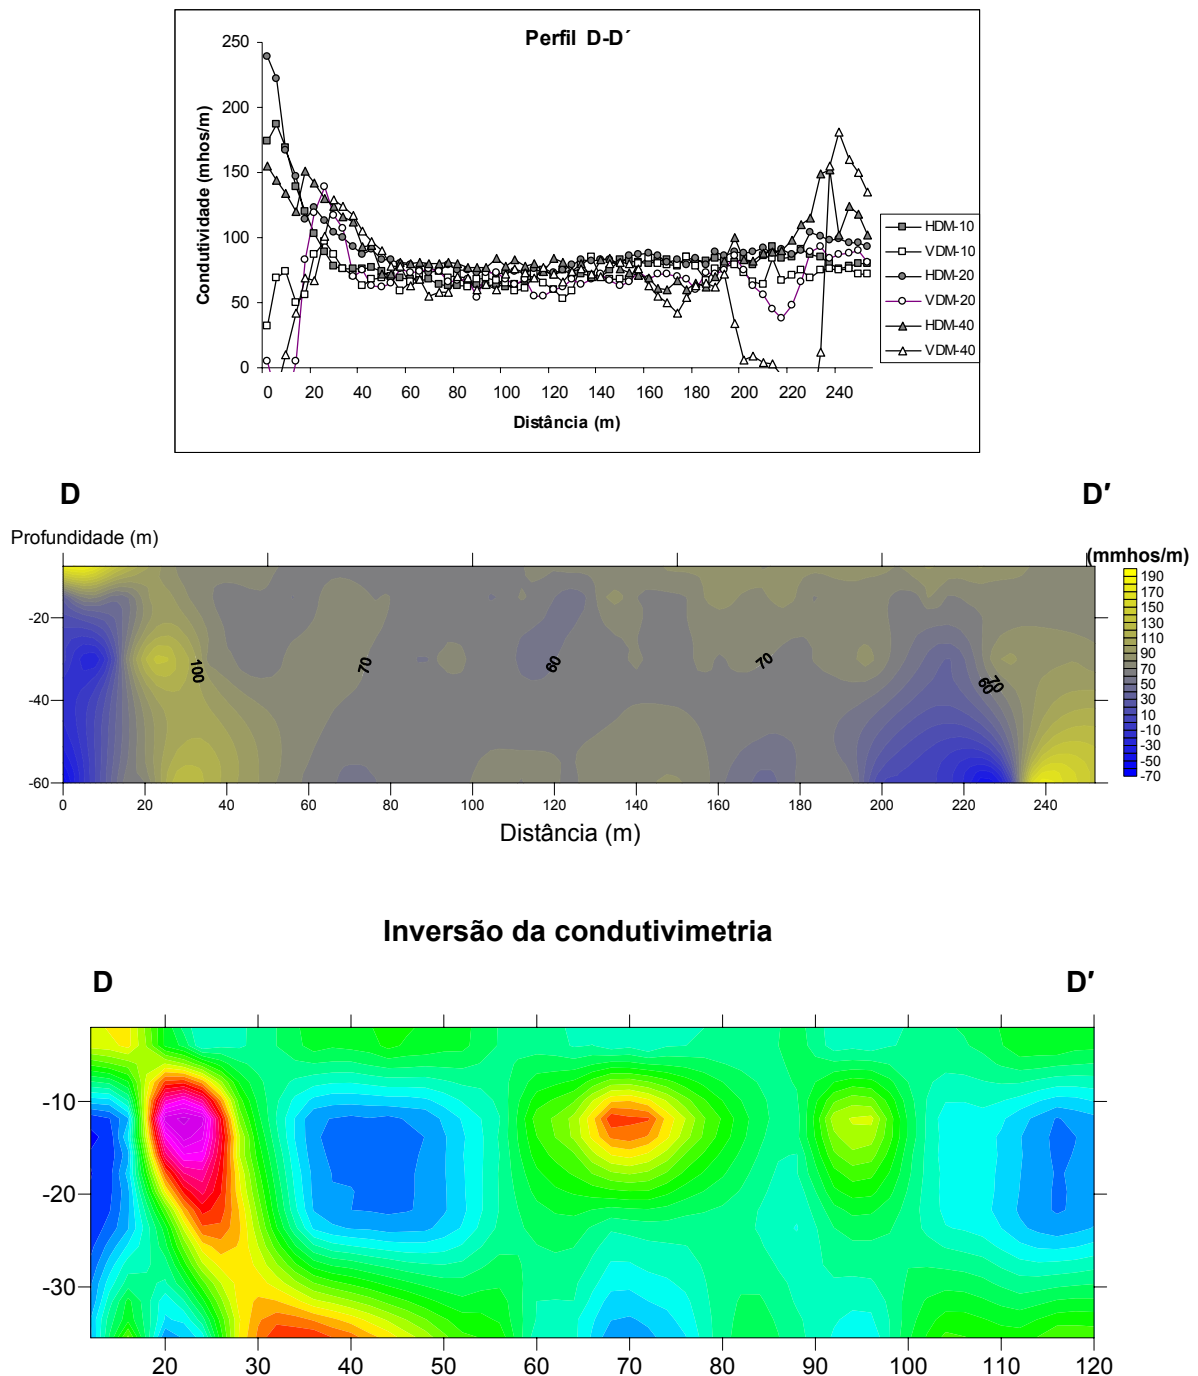 Perfil D-D´
Condutividade (mhos/m)
250
200
150
100
50
0
0 20 40 60 80 100 120 140 160 180 200 220 240
Distância (m)
HDM-10
VDM-10
HDM-20
VDM-20
HDM-40
VDM-40
D D'
Profundidade (m)
(mmhos/m)
-20
-40
-60
100
70
60
70
60
70
190
170
150
130
110
90
70
50
30
10
-10
-30
-50
-70
0 20 40 60 80 100 120 140 160 180 200 220 240
Distância (m)
Inversão da condutivimetria
D D'
-10
-20
-30
20 30 40 50 60 70 80 90 100 110 120